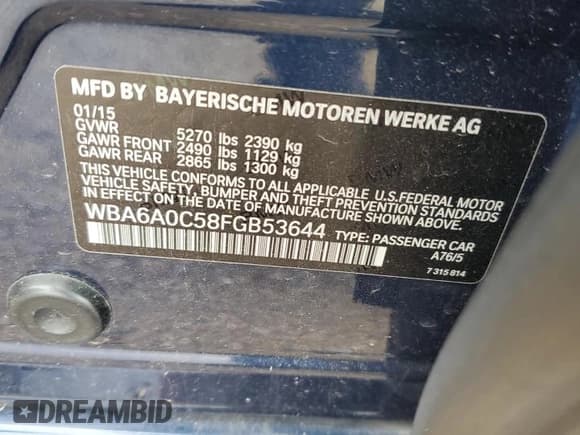 MFD BY BAYERISCHE MOTOREN WERKE AG
01/15
GVWR 5270 lbs 2390 kg
GAWR FRONT 2490 lbs 1129 kg
GAWR REAR 2865 lbs 1300 kg
THIS VEHICLE CONFORMS TO ALL APPLICABLE U.S.FEDERAL MOTOR
VEHICLE SAFETY, BUMPER AND THEFT PREVENTION STANDARDS
IN EFFECT ON THE DATE OF MANUFACTURE SHOWN ABOVE.
WBA6A0C58FGB53644 TYPE: PASSENGER CAR
A76/5
7 315 814
DREAMBID